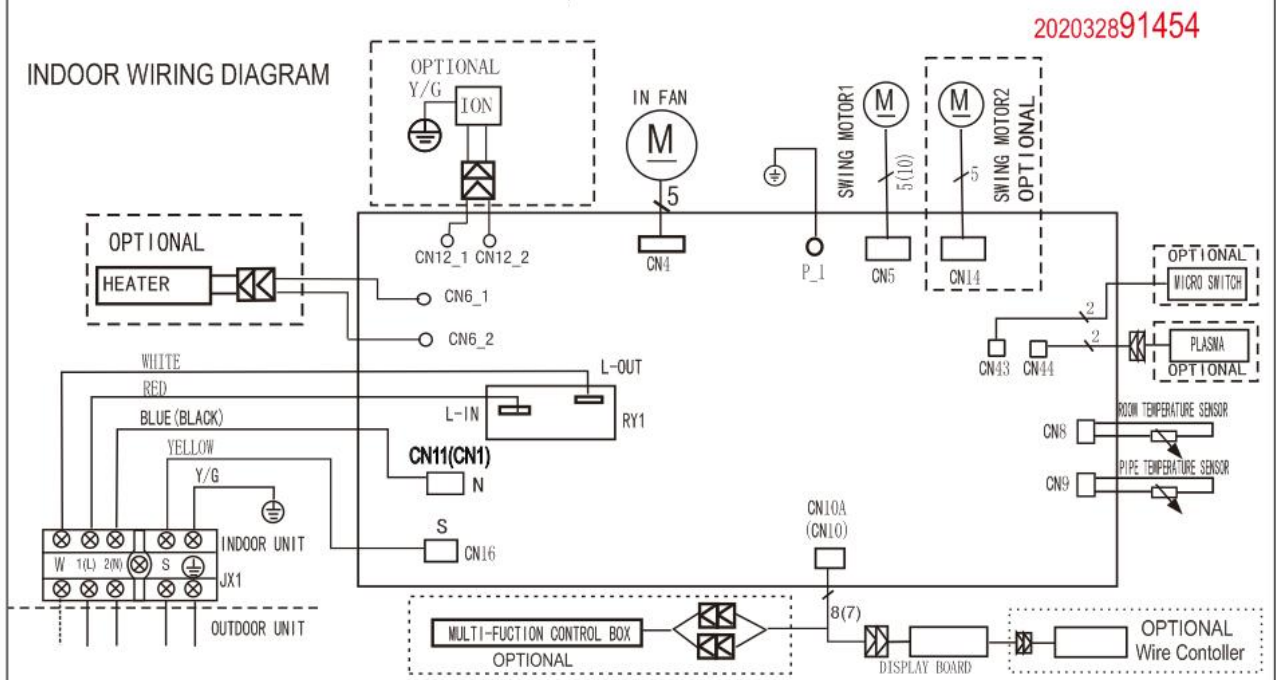 202032891454
INDOOR WIRING DIAGRAM
OPTIONAL
Y/G
ION
CN12_1 CN12_2
IN FAN
M
5
CN4
P_1
SWING MOTOR1
M
5(10)
CN5
M
5
SWING MOTOR2
OPTIONAL
CN14
OPTIONAL
HEATER
CN6_1
CN6_2
OPTIONAL
MICRO SWITCH
2
CN43
2
CN44
PLASMA
OPTIONAL
WHITE
RED
BLUE(BLACK)
YELLOW
Y/G
L-OUT
L-IN
RY1
CN11(CN1)
N
S
CN16
CN8
ROOM TEMPERATURE SENSOR
CN9
PIPE TEMPERATURE SENSOR
INDOOR UNIT
W 1(L) 2(N) S
JX1
OUTDOOR UNIT
CN10A
(CN10)
8(7)
MULTI-FUCTION CONTROL BOX
OPTIONAL
DISPLAY BOARD
OPTIONAL
Wire Contoller